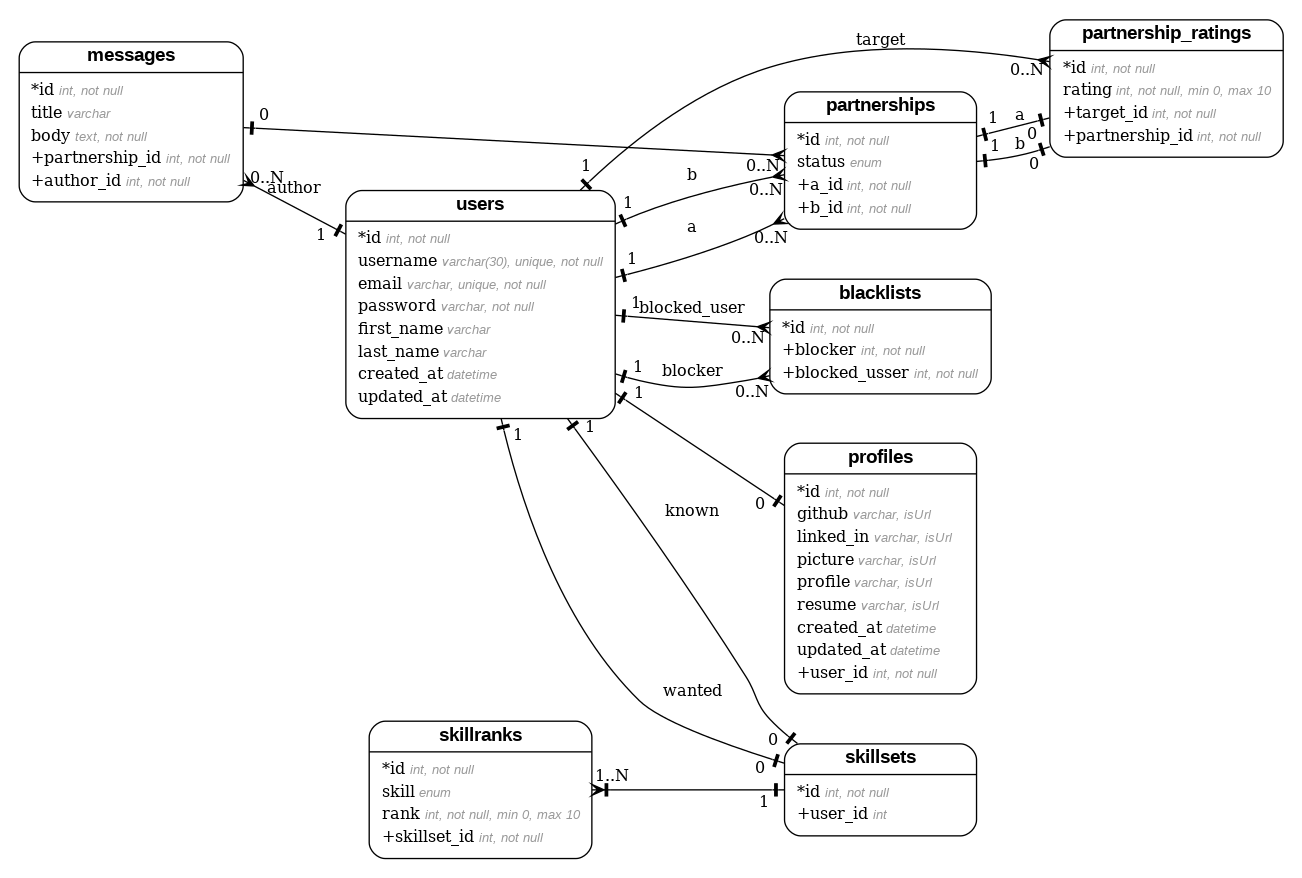 messages
*id int, not null
title varchar
body text, not null
+partnership_id int, not null
+author_id int, not null
0
0..N
author
1
users
*id int, not null
username varchar(30), unique, not null
email varchar, unique, not null
password varchar, not null
first_name varchar
last_name varchar
created_at datetime
updated_at datetime
target
1
0..N
0..N
b
1
0..N
a
1
0..N
partnerships
*id int, not null
status enum
+a_id int, not null
+b_id int, not null
1
a
0
1
b
0
partnership_ratings
*id int, not null
rating int, not null, min 0, max 10
+target_id int, not null
+partnership_id int, not null
1
blocked_user
0..N
1
blocker
0..N
blacklists
*id int, not null
+blocker int, not null
+blocked_usser int, not null
1
0
profiles
*id int, not null
github varchar, isUrl
linked_in varchar, isUrl
picture varchar, isUrl
profile varchar, isUrl
resume varchar, isUrl
created_at datetime
updated_at datetime
+user_id int, not null
1
known
0
1
wanted
0
skillranks
*id int, not null
skill enum
rank int, not null, min 0, max 10
+skillset_id int, not null
1..N
1
skillsets
*id int, not null
+user_id int